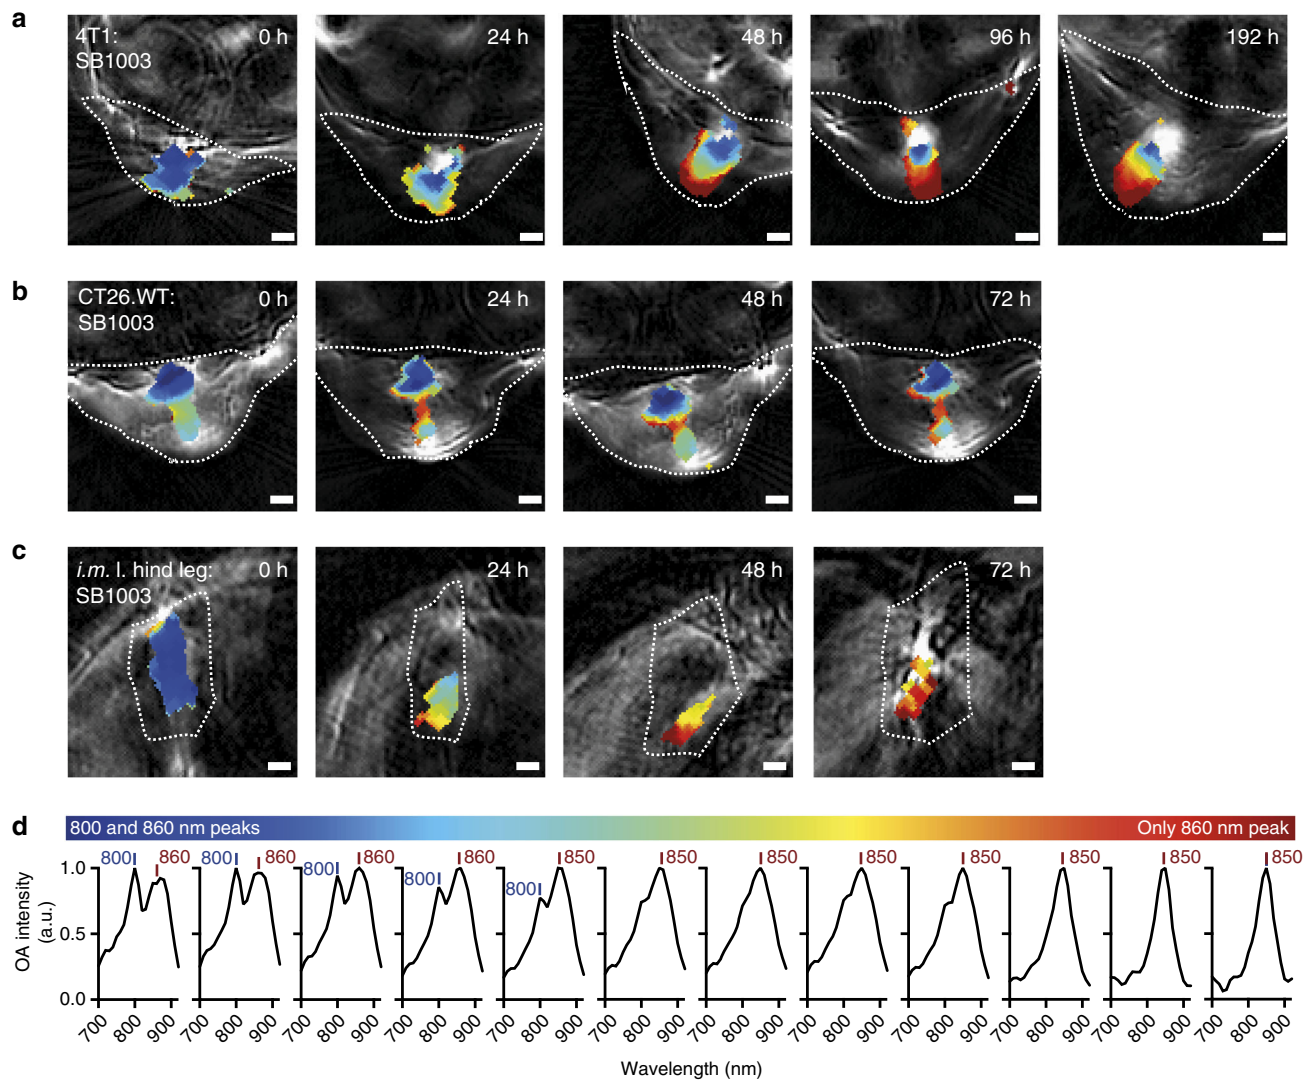 a
4T1:
SB1003
0 h
24 h
48 h
96 h
192 h
b
CT26.WT:
SB1003
0 h
24 h
48 h
72 h
c
i.m. l. hind leg:
SB1003
0 h
24 h
48 h
72 h
d
800 and 860 nm peaks
Only 860 nm peak
800 860 800 860 800 860 800 860 800 850 850 850 850 850 850 850 850
1.0
0.5
0.0
OA intensity
(a.u.)
700 800 900 700 800 900 700 800 900 700 800 900 700 800 900 700 800 900 700 800 900 700 800 900 700 800 900 700 800 900 700 800 900 700 800 900
Wavelength (nm)